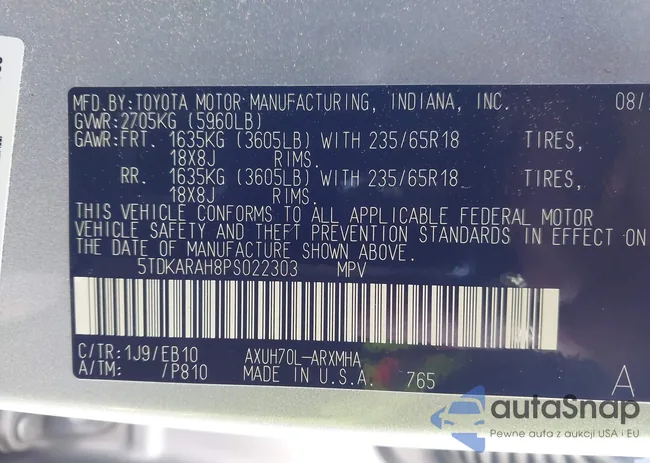 MFD.BY:TOYOTA MOTOR MANUFACTURING, INDIANA, INC. 08/
GVWR:2705KG (5960LB)
GAWR:FRT. 1635KG (3605LB) WITH 235/65R18 TIRES,
18X8J RIMS.
RR. 1635KG (3605LB) WITH 235/65R18 TIRES,
18X8J RIMS.
THIS VEHICLE CONFORMS TO ALL APPLICABLE FEDERAL MOTOR
VEHICLE SAFETY AND THEFT PREVENTION STANDARDS IN EFFECT ON
THE DATE OF MANUFACTURE SHOWN ABOVE.
5TDKARAH8PS022303 MPV
C/TR:1J9/EB10 AXUH70L-ARXMHA
A/TM: /P810 MADE IN U.S.A. 765 A
autaSnap
Pewne auta z aukcji USA i EU